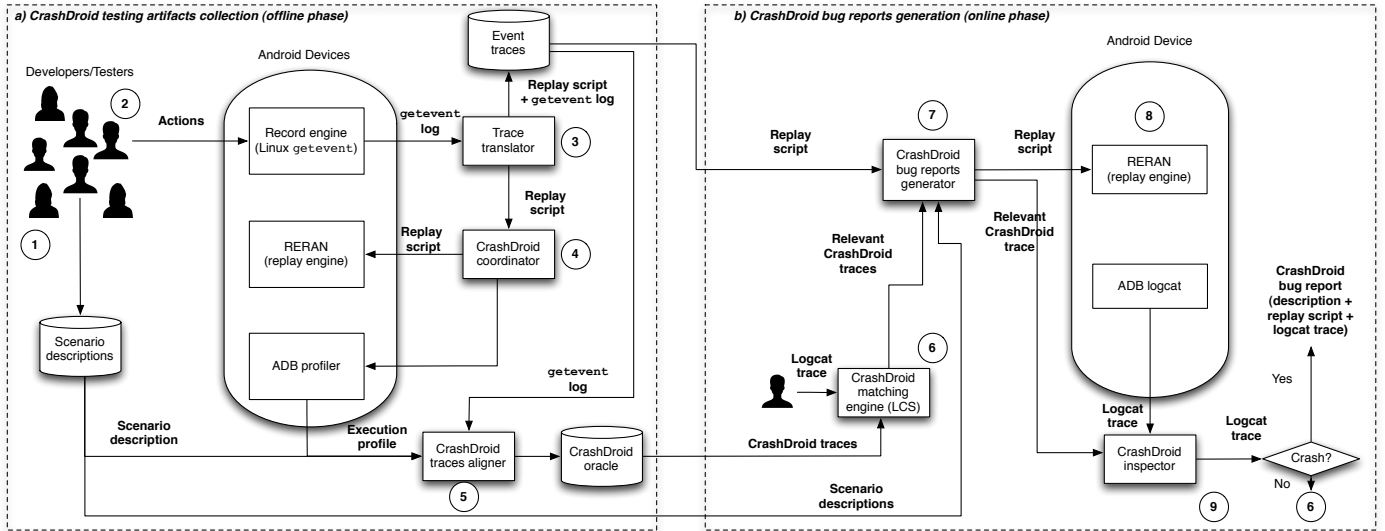 a) CrashDroid testing artifacts collection (offline phase)
Developers/Testers
2
1
Actions
Android Devices
Record engine
(Linux getevent)
RERAN
(replay engine)
ADB profiler
getevent
log
Event
traces
Replay script
+ getevent log
Trace
translator
3
Replay
script
Replay
script
CrashDroid
coordinator
4
Scenario
descriptions
Scenario
description
Execution
profile
getevent
log
CrashDroid
traces aligner
5
CrashDroid
oracle
b) CrashDroid bug reports generation (online phase)
Replay
script
7
CrashDroid
bug reports
generator
Replay
script
Relevant
CrashDroid
trace
Relevant
CrashDroid
traces
Logcat
trace
6
CrashDroid
matching
engine (LCS)
CrashDroid traces
Scenario
descriptions
Android Device
8
RERAN
(replay engine)
ADB logcat
Logcat
trace
CrashDroid
inspector
9
Logcat
trace
Crash?
Yes
No
6
CrashDroid
bug report
(description +
replay script +
logcat trace)